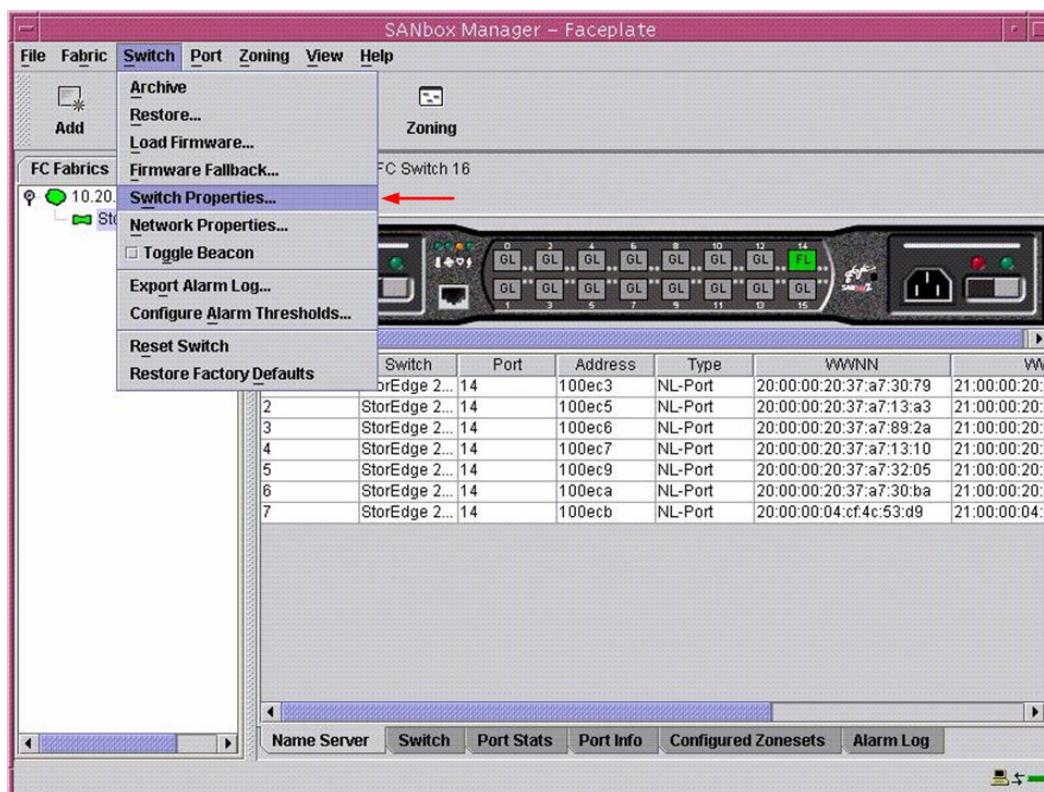 SANbox Manager – Faceplate
File Fabric Switch Port Zoning View Help
Add
Zoning
Archive
Restore...
Load Firmware...
Firmware Fallback...
Switch Properties...
Network Properties...
Toggle Beacon
Export Alarm Log...
Configure Alarm Thresholds...
Reset Switch
Restore Factory Defaults
FC Fabrics
10.20.
Sto
FC Switch 16
0 2 4 6 8 10 12 14
GL GL GL GL GL GL GL FL
GL GL GL GL GL GL GL GL
1 3 5 7 9 11 13 15
Switch Port Address Type WWNN WW
orEdge 2... 14 100ec3 NL-Port 20:00:00:20:37:a7:30:79 21:00:00:20:
2 StorEdge 2... 14 100ec5 NL-Port 20:00:00:20:37:a7:13:a3 21:00:00:20:
3 StorEdge 2... 14 100ec6 NL-Port 20:00:00:20:37:a7:89:2a 21:00:00:20:
4 StorEdge 2... 14 100ec7 NL-Port 20:00:00:20:37:a7:13:10 21:00:00:20:
5 StorEdge 2... 14 100ec9 NL-Port 20:00:00:20:37:a7:32:05 21:00:00:20:
6 StorEdge 2... 14 100eca NL-Port 20:00:00:20:37:a7:30:ba 21:00:00:20:
7 StorEdge 2... 14 100ecb NL-Port 20:00:00:04:cf:4c:53:d9 21:00:00:04:
Name Server Switch Port Stats Port Info Configured Zonesets Alarm Log